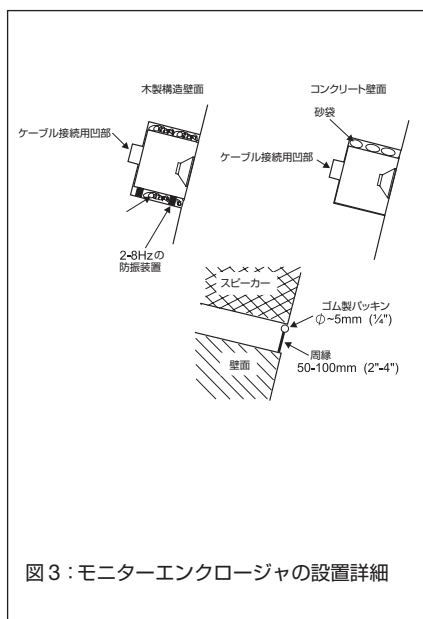 木製構造壁面
コンクリート壁面
砂袋
ケーブル接続用凹部
ケーブル接続用凹部
2-8Hzの
防振装置
スピーカー
ゴム製パッキン
Φ~5mm (¼")
周縁
50-100mm (2"-4")
壁面
図3：モニターエンクロージャの設置詳細